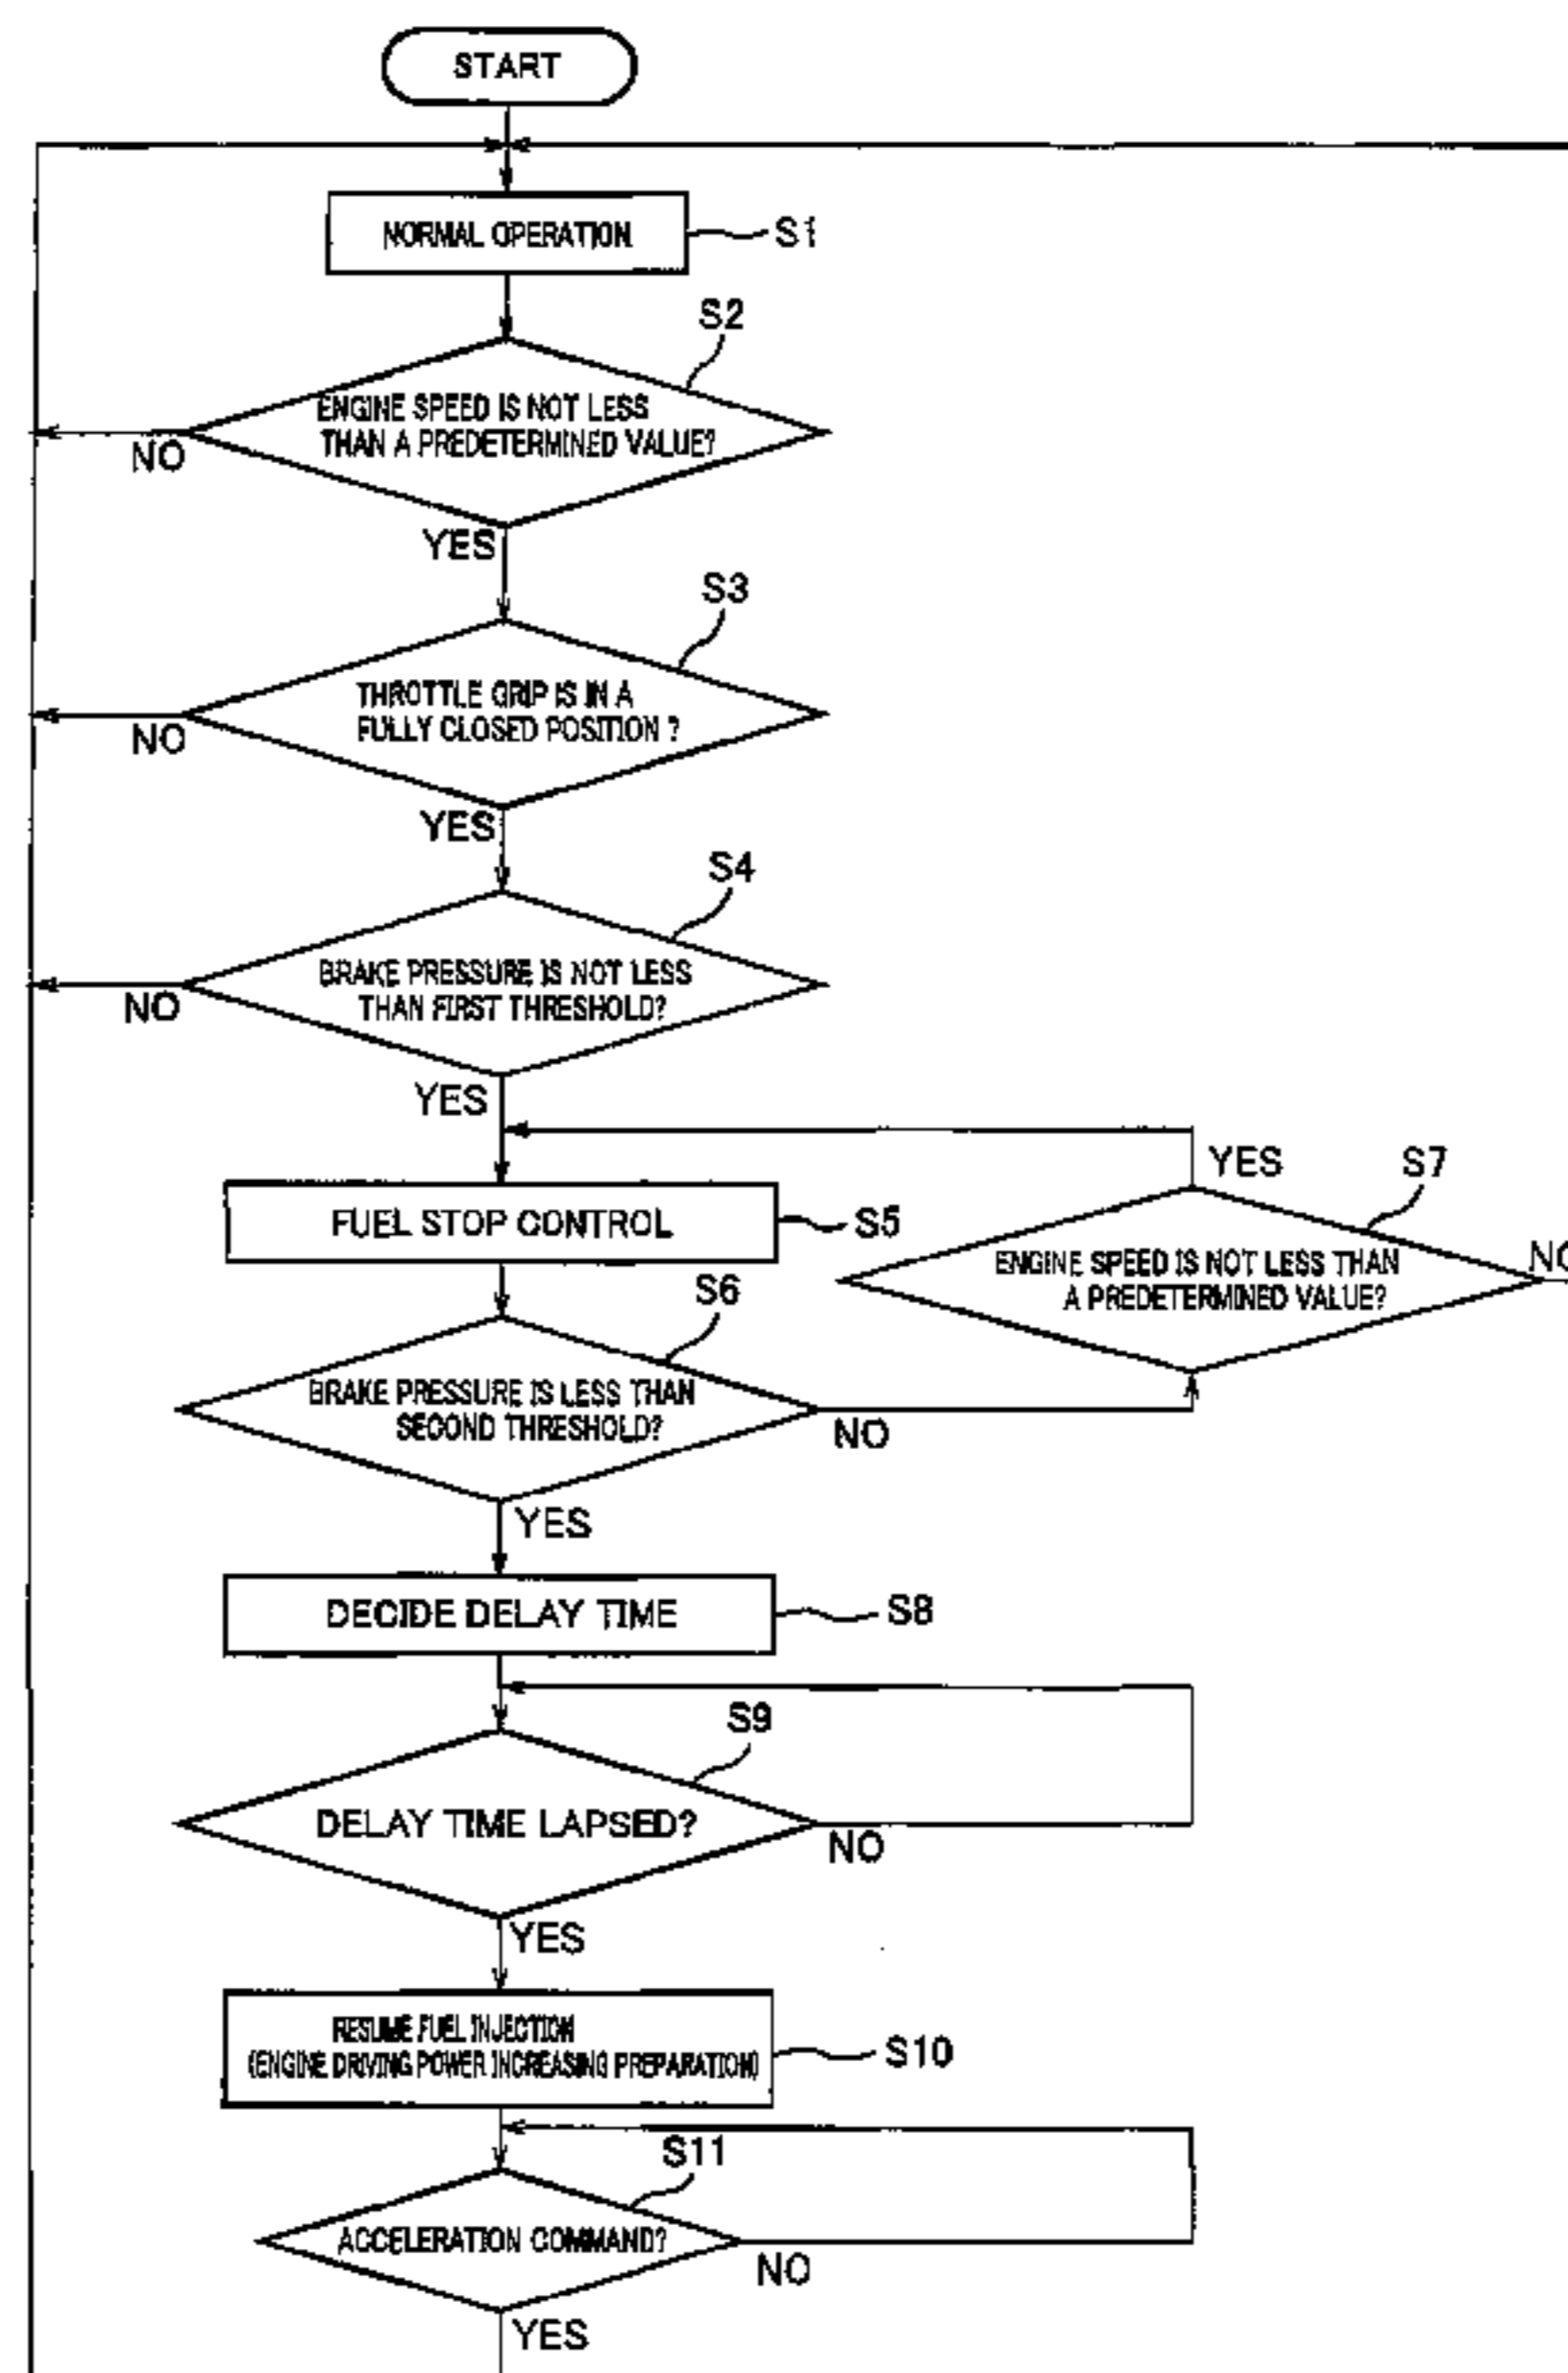 START
NORMAL OPERATION
S1
S2
ENGINE SPEED IS NOT LESS
THAN A PREDETERMINED VALUE?
NO
YES
S3
THROTTLE GRIP IS IN A
FULLY CLOSED POSITION ?
NO
YES
S4
BRAKE PRESSURE IS NOT LESS
THAN FIRST THRESHOLD?
NO
YES
FUEL STOP CONTROL
S5
YES
S7
ENGINE SPEED IS NOT LESS THAN
A PREDETERMINED VALUE?
NO
S6
BRAKE PRESSURE IS LESS THAN
SECOND THRESHOLD?
NO
YES
DECIDE DELAY TIME
S8
S9
DELAY TIME LAPSED?
NO
YES
RESUME FUEL INJECTION
(ENGINE DRIVING POWER INCREASING PREPARATION)
S10
S11
ACCELERATION COMMAND?
NO
YES